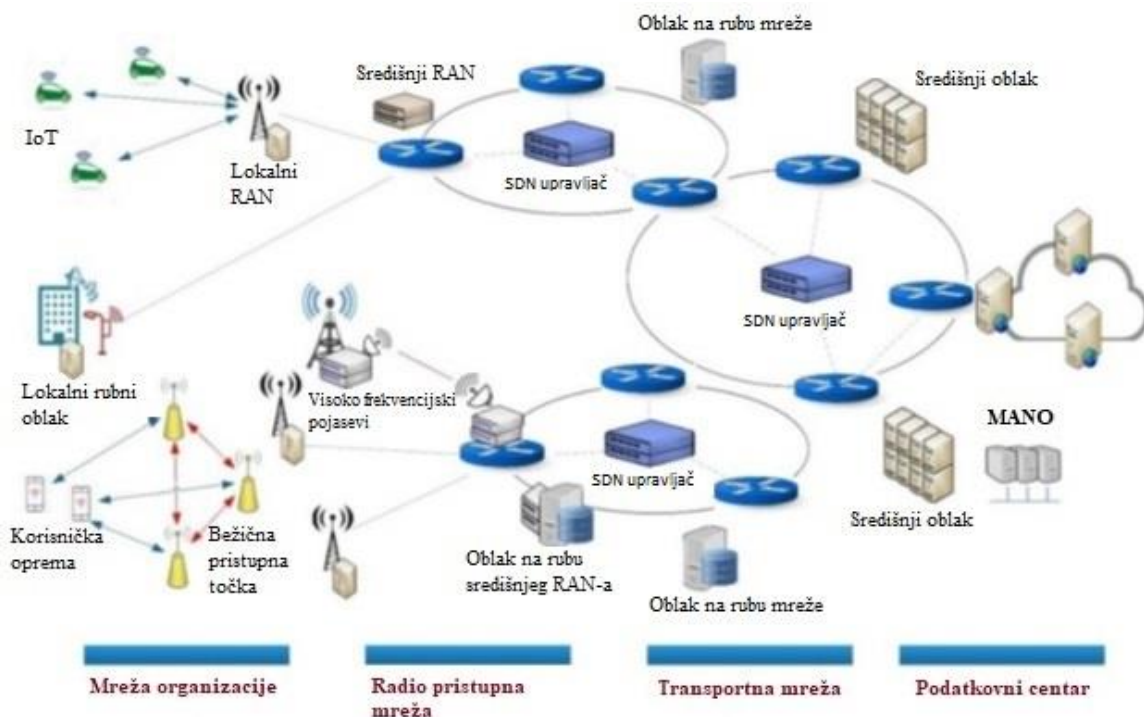 Oblak na rubu mreže
Središnji RAN
Središnji oblak
IoT
Lokalni
RAN
SDN upravljač
SDN upravljač
Lokalni rubni
oblak
Visoko frekvencijski
pojasevi
MANO
SDN upravljač
Središnji oblak
Korisnička
oprema
Bežična
pristupna
točka
Oblak na rubu
središnjeg RAN-a
Oblak na rubu mreže
Mreža organizacije
Radio pristupna
mreža
Transportna mreža
Podatkovni centar